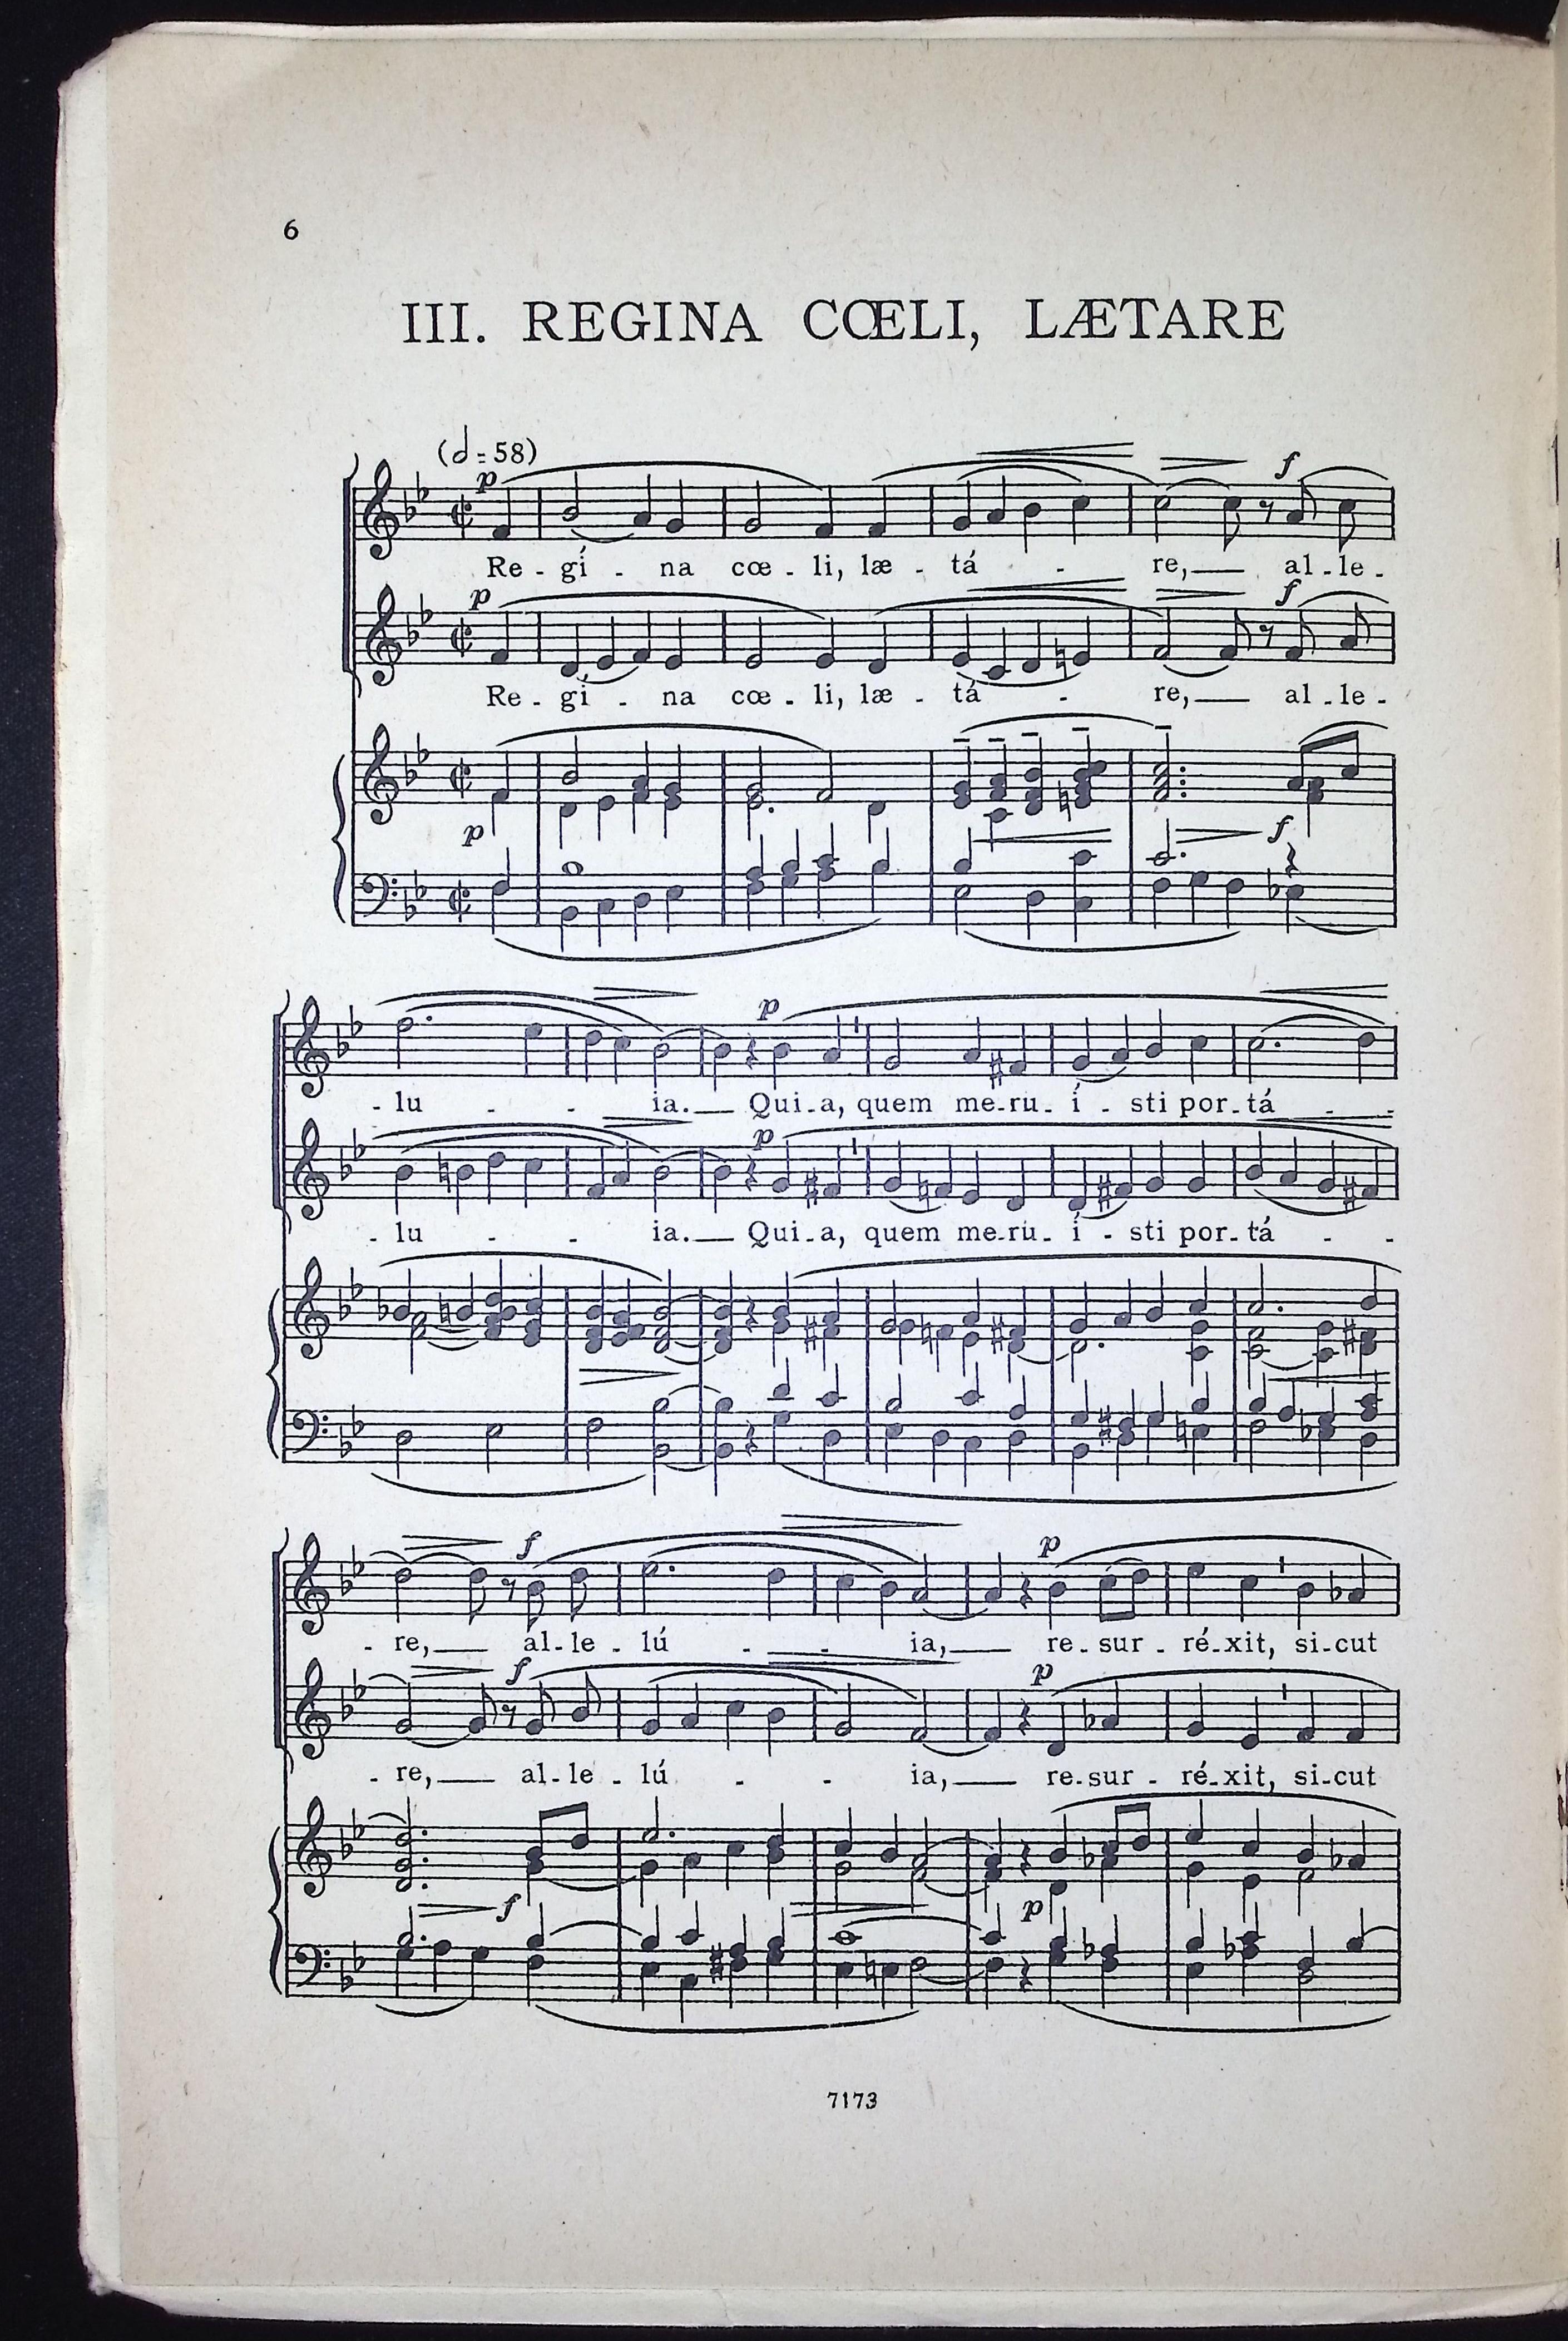 6
III. REGINA CŒLI, LÆTARE
(𝅗𝅥 = 58)
p f
Re - gí - na cœ - li, læ - tá - re, al - le -
p f
Re - gí - na cœ - li, læ - tá - re, al - le -
p f
p
- lu - - ia. Qui - a, quem me - ru - í - sti por - tá - -
p
- lu - - ia. Qui - a, quem me - ru - í - sti por - tá - -
f p
- re, al - le - lú - - ia, re - sur - ré - xit, si - cut
f p
- re, al - le - lú - - ia, re - sur - ré - xit, si - cut
f p
7173